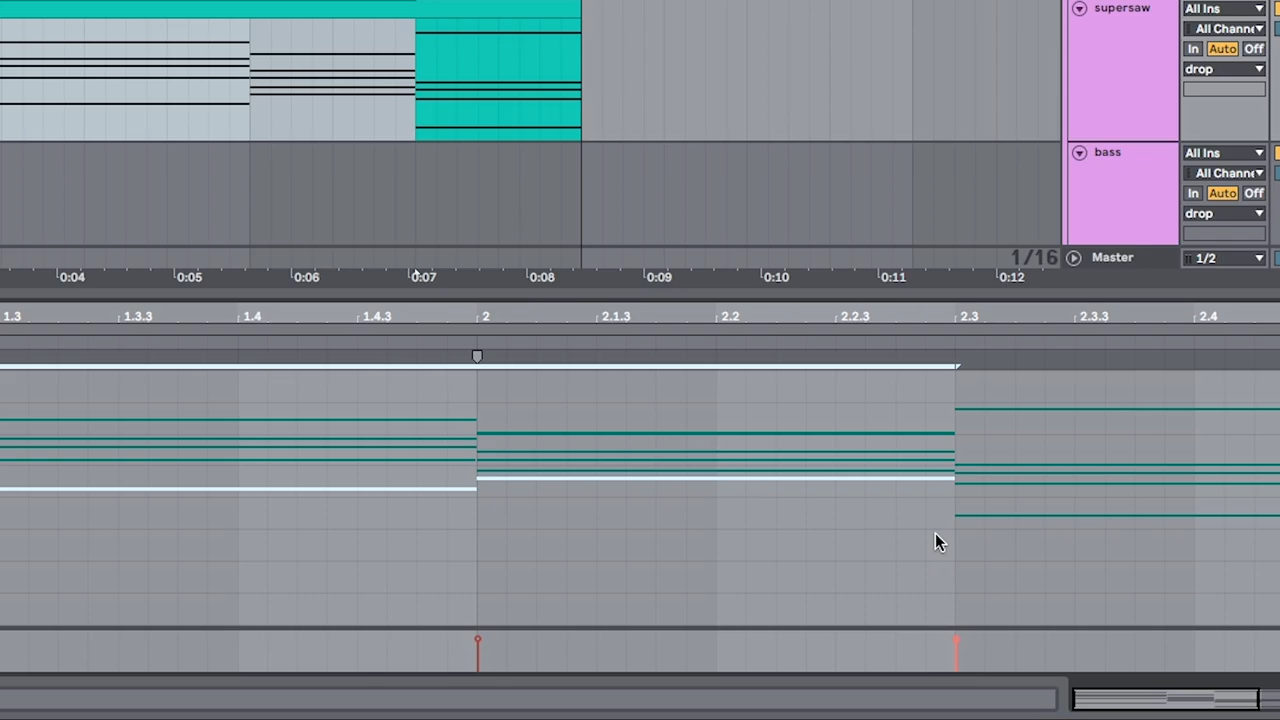 supersaw
All Ins
All Channe
In Auto Off
drop
bass
All Ins
All Channe
In Auto Off
drop
1/16
Master
1/2
0:04 0:05 0:06 0:07 0:08 0:09 0:10 0:11 0:12
1.3 1.3.3 1.4 1.4.3 2 2.1.3 2.2 2.2.3 2.3 2.3.3 2.4